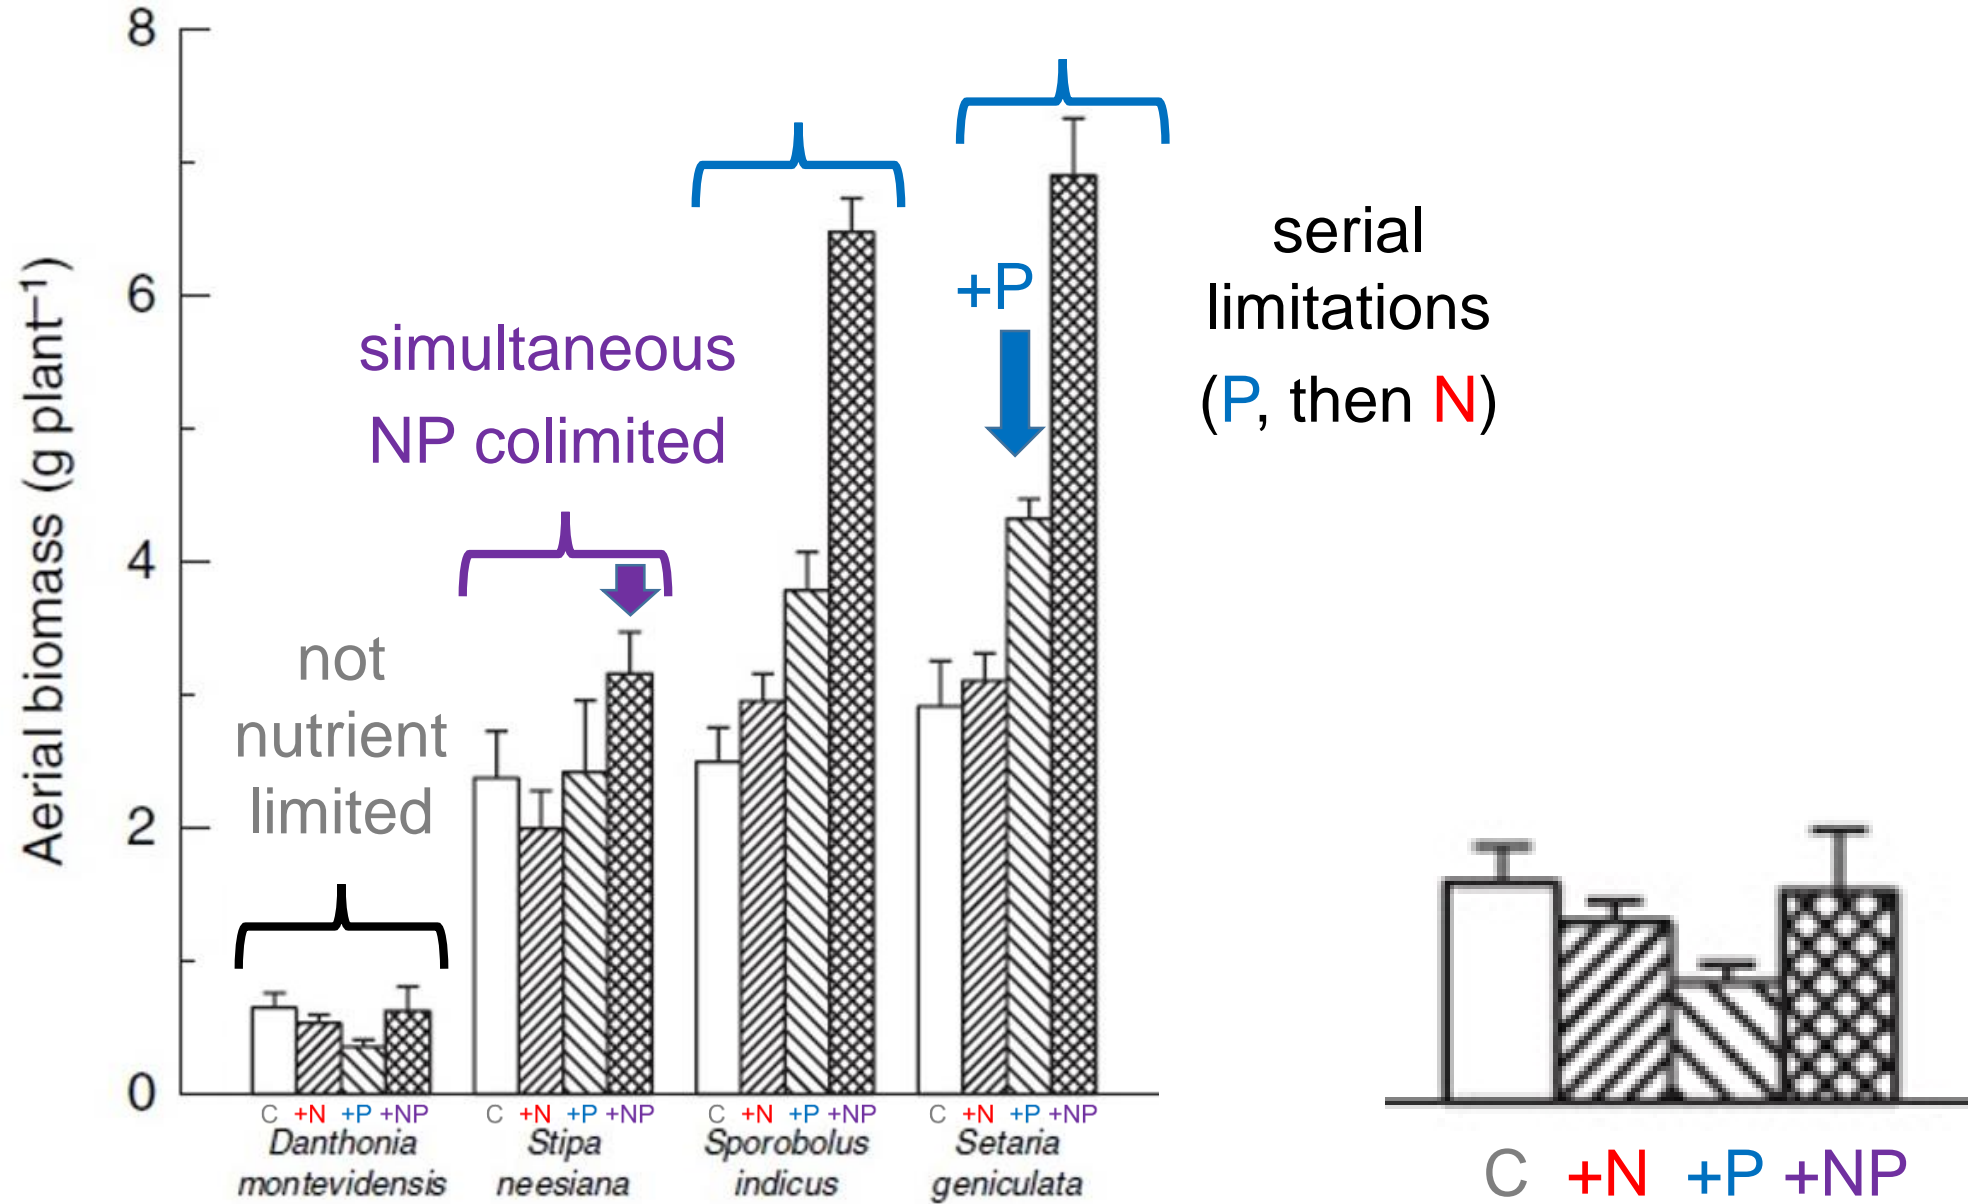 8
6
4
2
0
Aerial biomass (g plant⁻¹)
not
nutrient
limited
simultaneous
NP colimited
+P
serial
limitations
(P, then N)
C +N +P +NP
C +N +P +NP
C +N +P +NP
C +N +P +NP
Danthonia
montevidensis
Stipa
neesiana
Sporobolus
indicus
Setaria
geniculata
C +N +P +NP